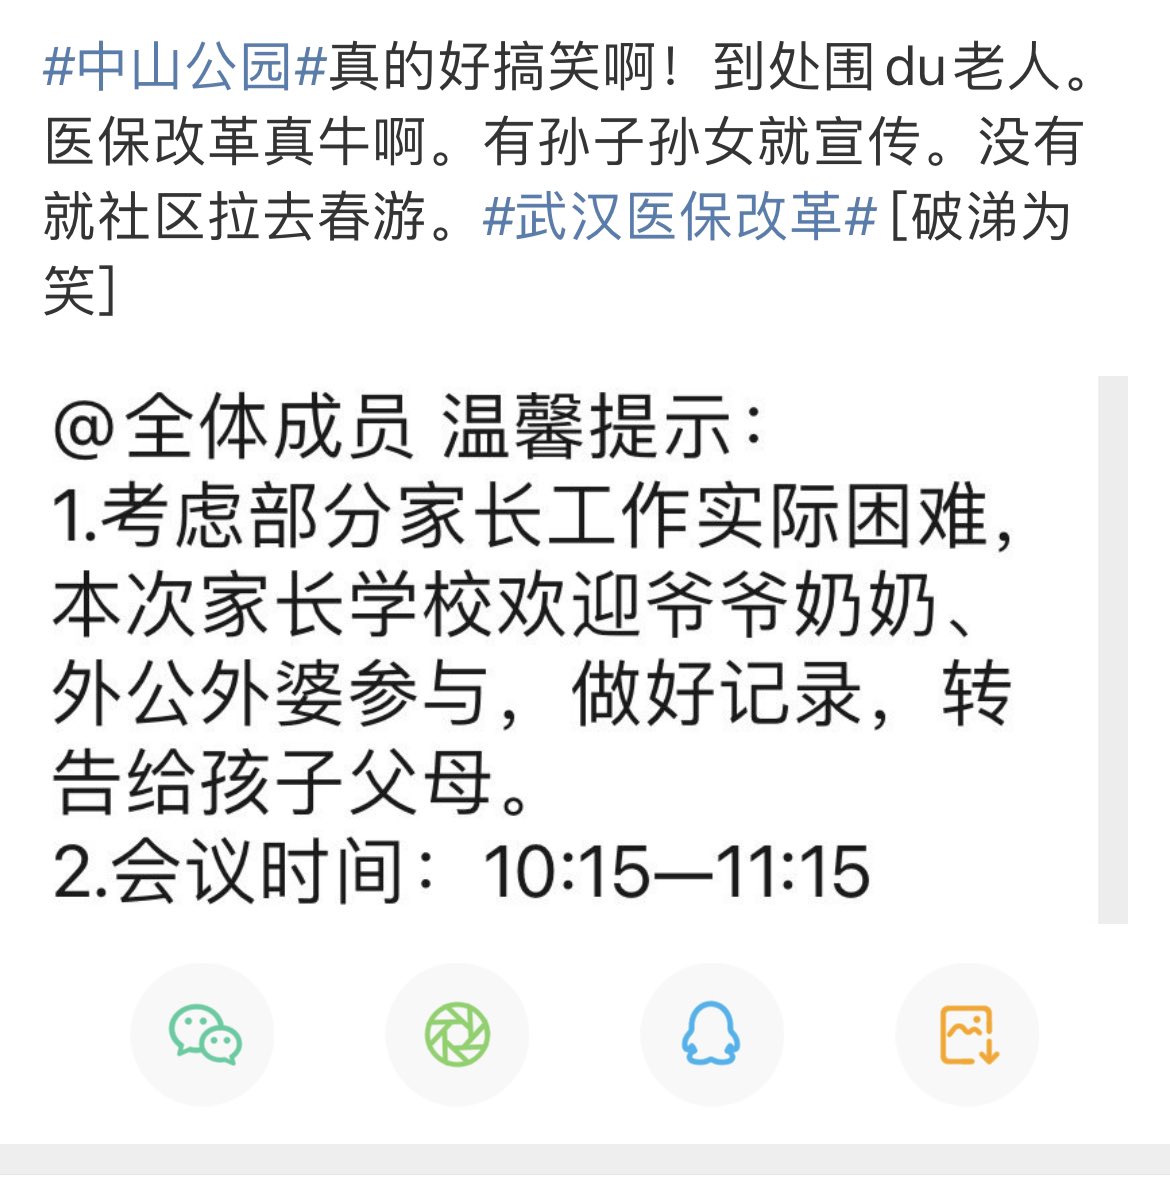 #中山公园#真的好搞笑啊！到处围du老人。
医保改革真牛啊。有孙子孙女就宣传。没有
就社区拉去春游。#武汉医保改革# [破涕为
笑]
@全体成员 温馨提示：
1.考虑部分家长工作实际困难，
本次家长学校欢迎爷爷奶奶、
外公外婆参与，做好记录，转
告给孩子父母。
2.会议时间：10:15—11:15